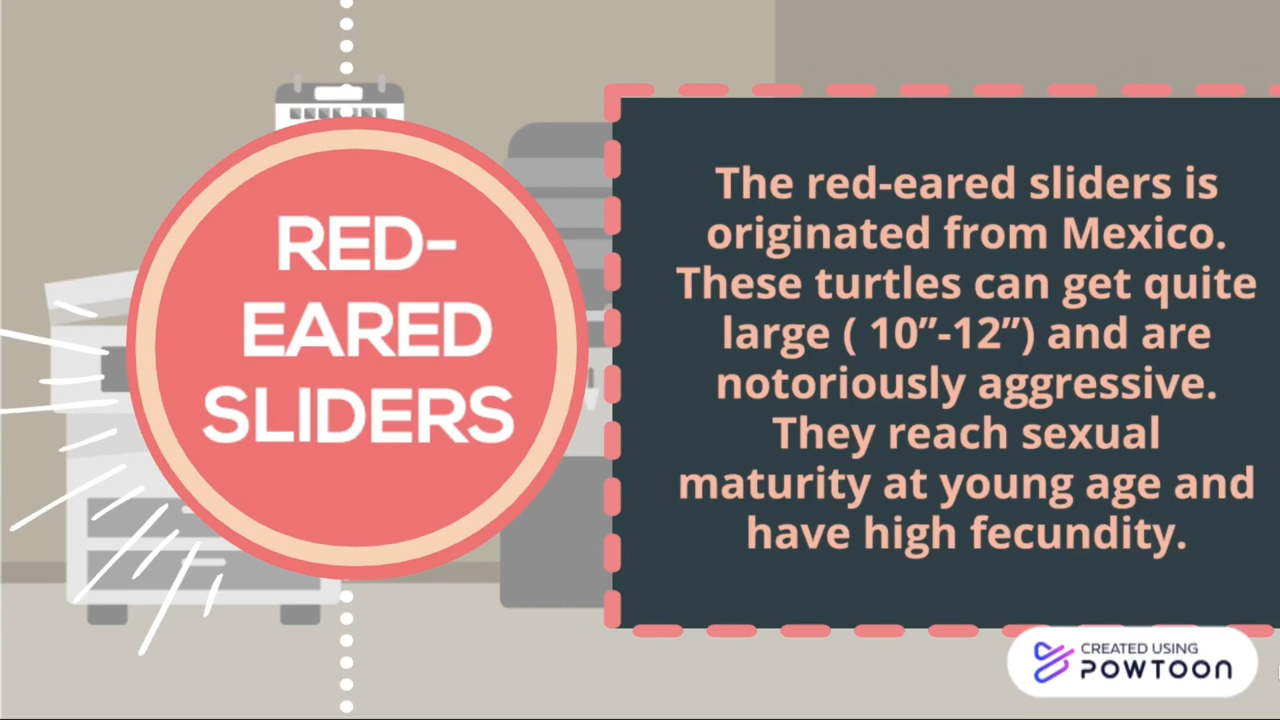 RED-
EARED
SLIDERS
The red-eared sliders is
originated from Mexico.
These turtles can get quite
large ( 10”-12”) and are
notoriously aggressive.
They reach sexual
maturity at young age and
have high fecundity.
CREATED USING
POWTOON